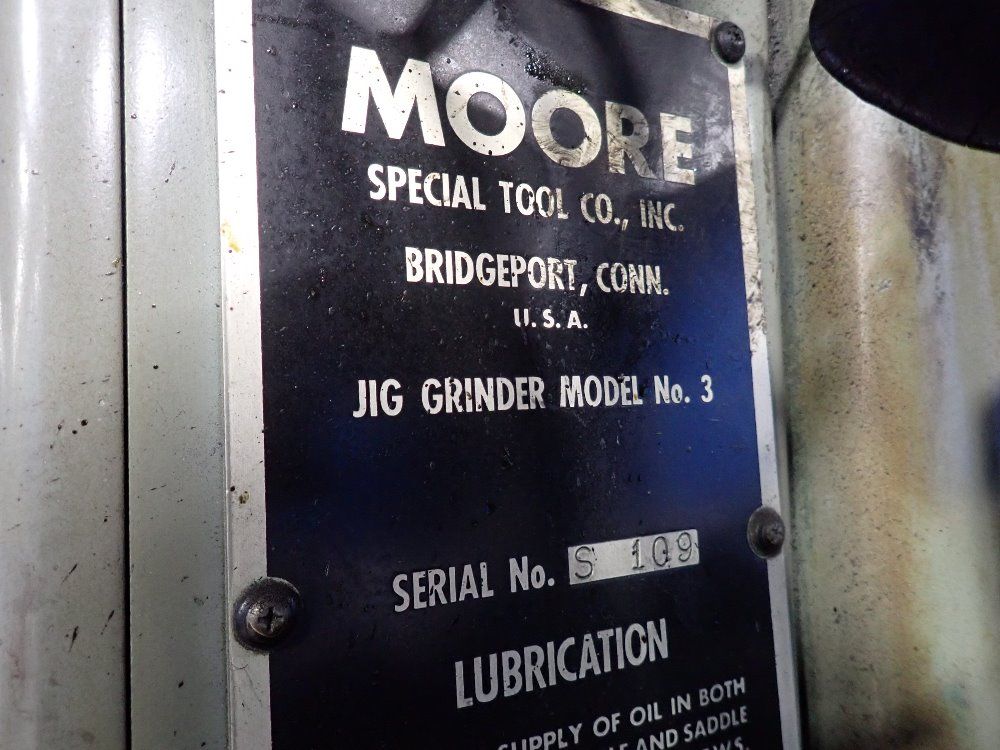 MOORE
SPECIAL TOOL CO., INC.
BRIDGEPORT, CONN.
U.S.A.
JIG GRINDER MODEL No. 3
SERIAL No. S 109
LUBRICATION
SUPPLY OF OIL IN BOTH
AND SADDLE